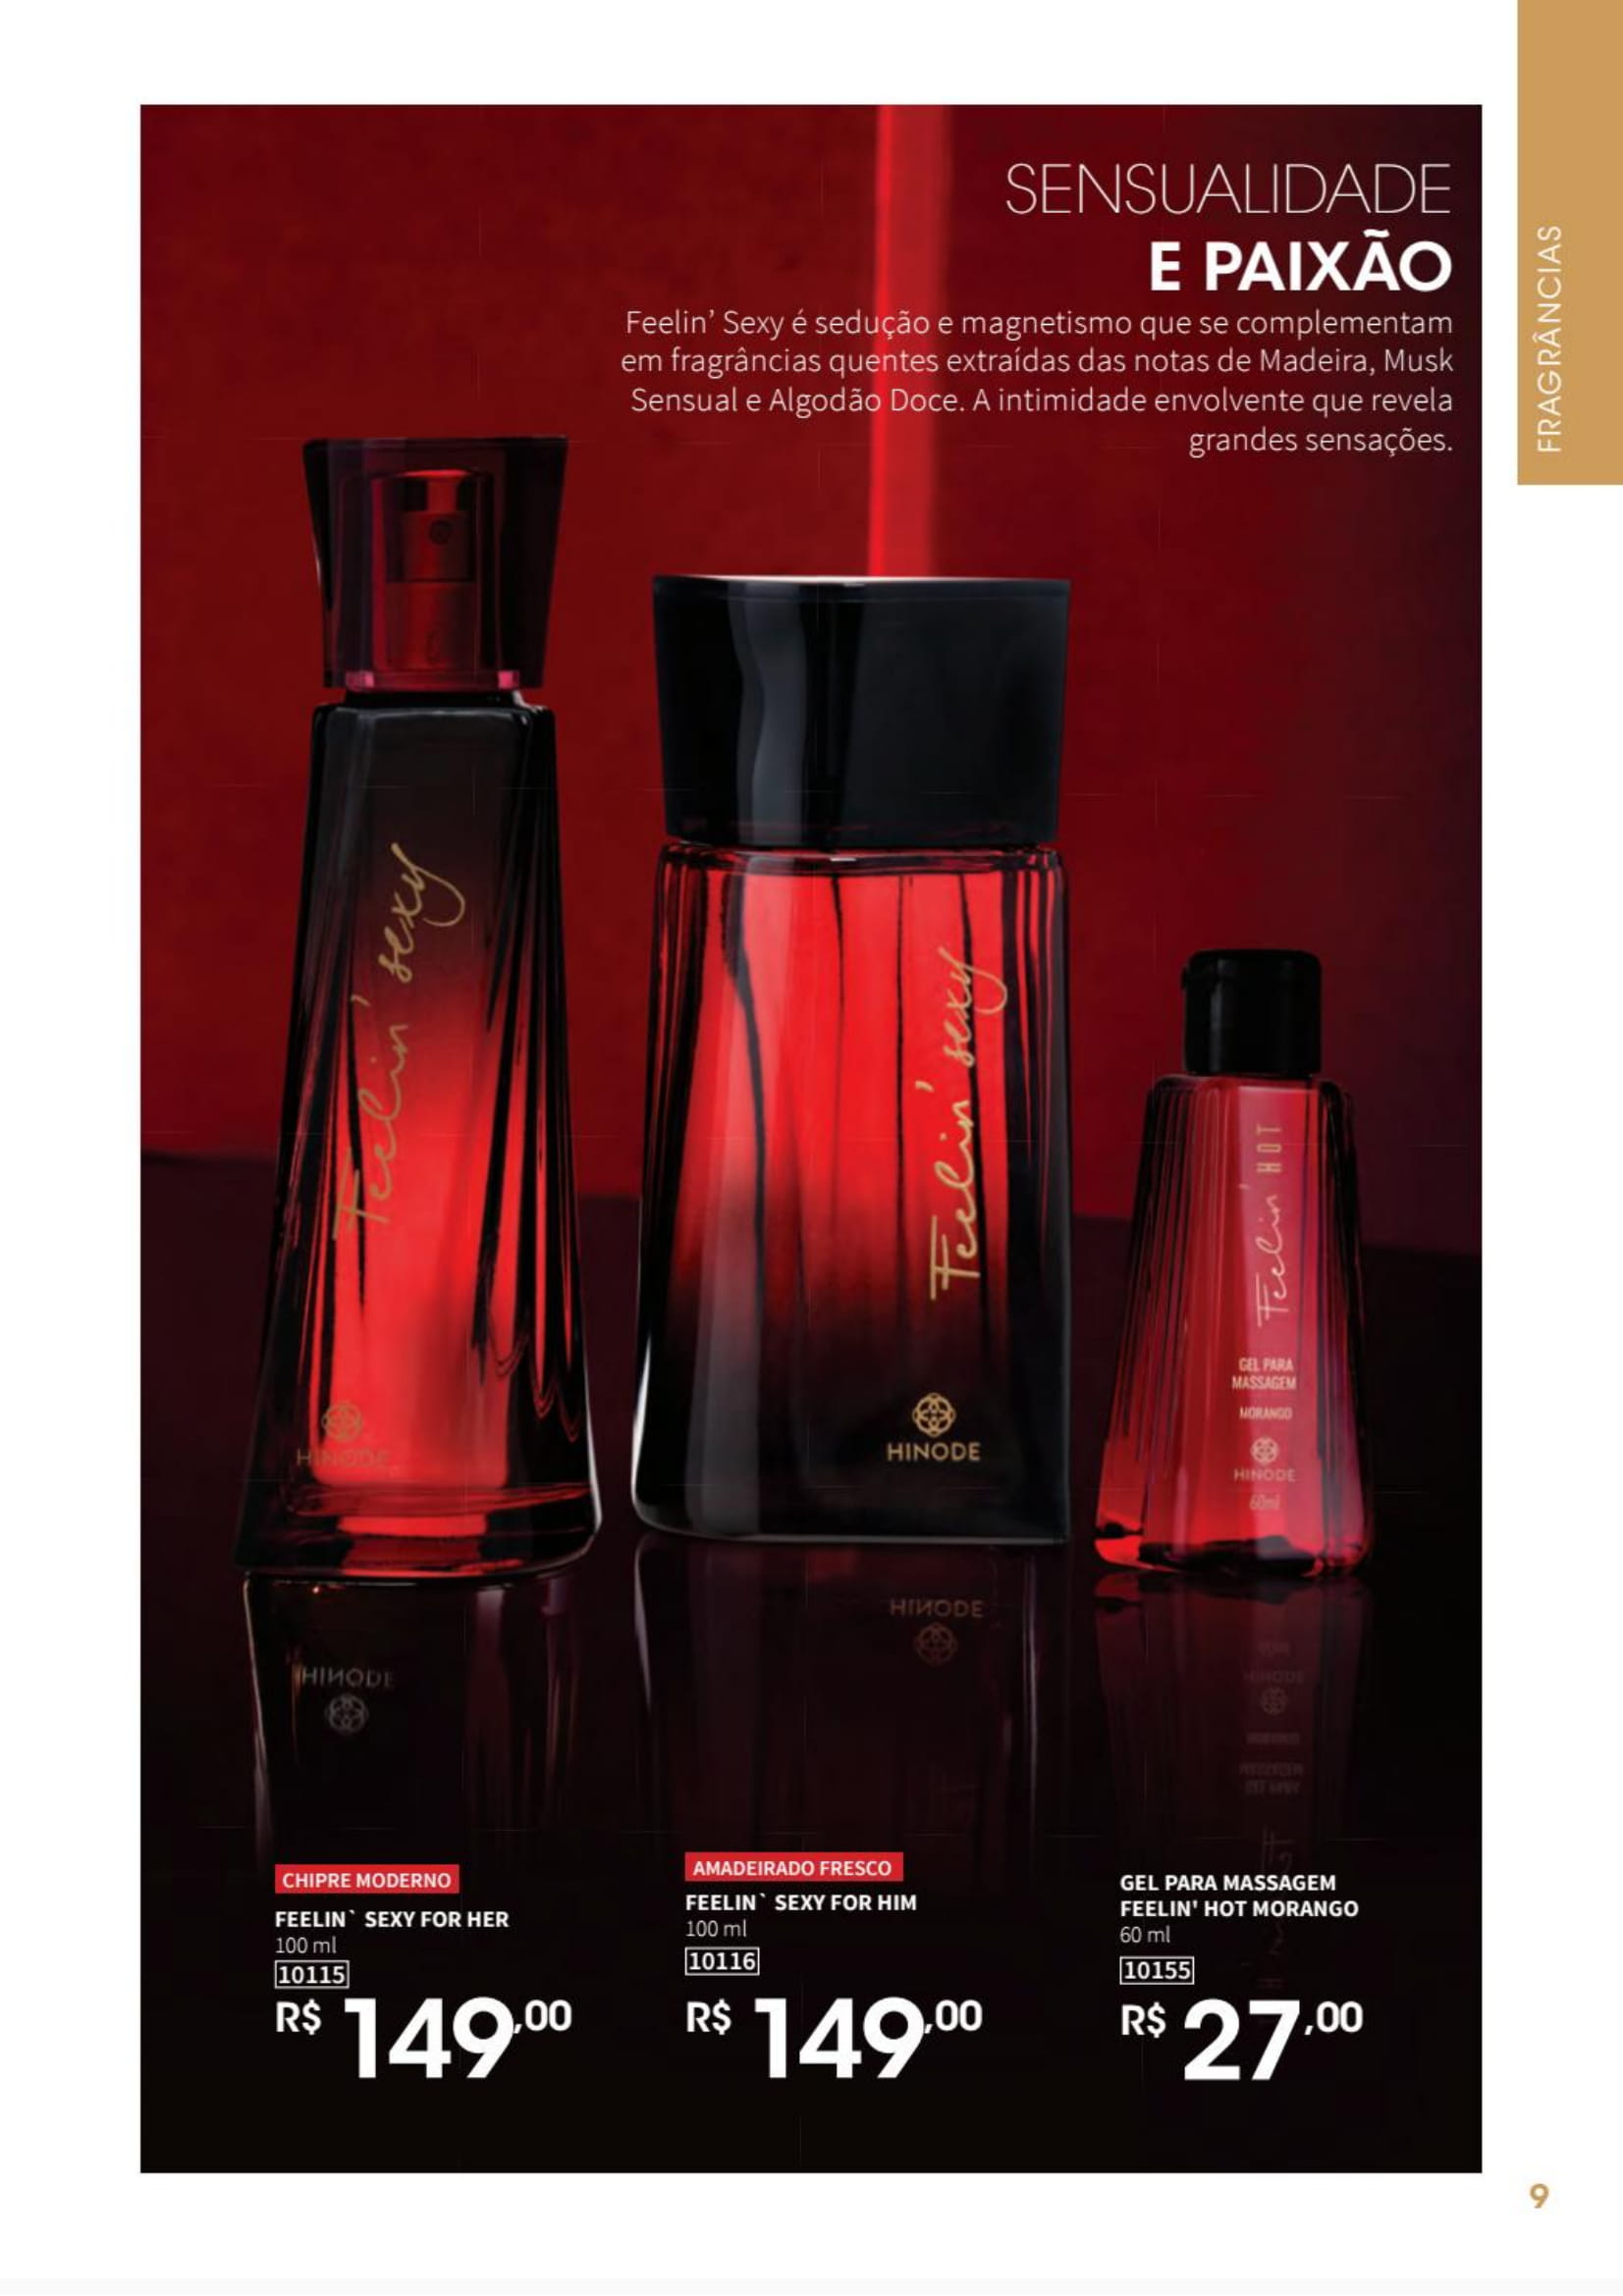 SENSUALIDADE
E PAIXÃO
Feelin’ Sexy é sedução e magnetismo que se complementam
em fragrâncias quentes extraídas das notas de Madeira, Musk
Sensual e Algodão Doce. A intimidade envolvente que revela
grandes sensações.
FRAGRÂNCIAS
Feelin' sexy
HINODE
Feelin' sexy
HINODE
Feelin' HOT
GEL PARA
MASSAGEM
MORANGO
HINODE
60ml
CHIPRE MODERNO
FEELIN` SEXY FOR HER
100 ml
10115
R$ 149,00
AMADEIRADO FRESCO
FEELIN` SEXY FOR HIM
100 ml
10116
R$ 149,00
GEL PARA MASSAGEM
FEELIN' HOT MORANGO
60 ml
10155
R$ 27,00
9